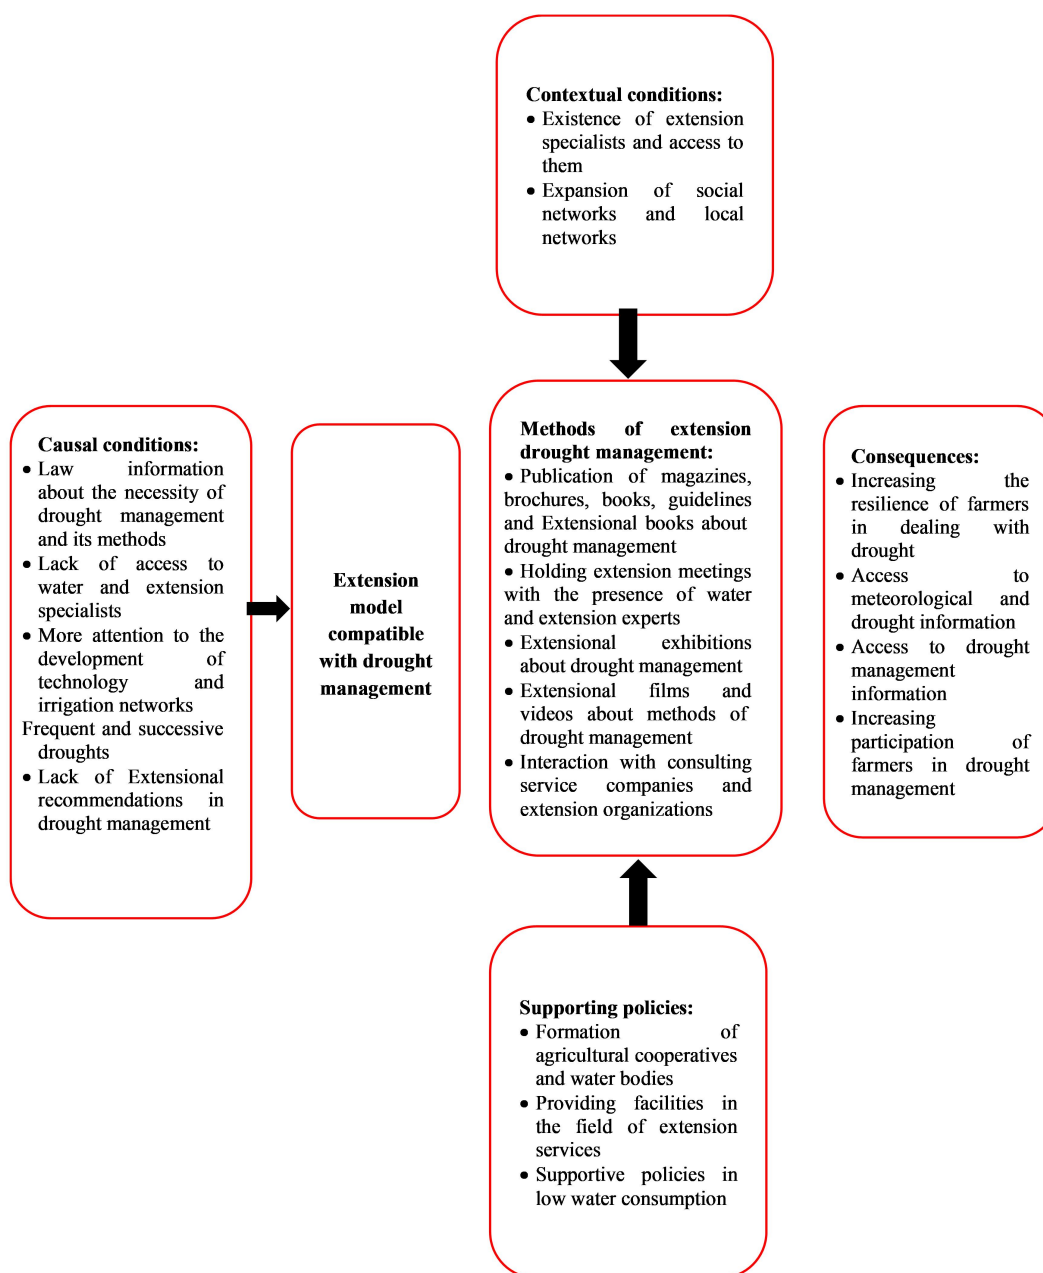 Contextual conditions:
• Existence of extension
specialists and access to
them
• Expansion of social
networks and local
networks
Causal conditions:
• Law information
about the necessity of
drought management
and its methods
• Lack of access to
water and extension
specialists
• More attention to the
development of
technology and
irrigation networks
Frequent and successive
droughts
• Lack of Extensional
recommendations in
drought management
Extension
model
compatible
with drought
management
Methods of extension
drought management:
• Publication of magazines,
brochures, books, guidelines
and Extensional books about
drought management
• Holding extension meetings
with the presence of water
and extension experts
• Extensional exhibitions
about drought management
• Extensional films and
videos about methods of
drought management
• Interaction with consulting
service companies and
extension organizations
Consequences:
• Increasing the
resilience of farmers
in dealing with
drought
• Access to
meteorological and
drought information
• Access to drought
management
information
• Increasing
participation of
farmers in drought
management
Supporting policies:
• Formation of
agricultural cooperatives
and water bodies
• Providing facilities in
the field of extension
services
• Supportive policies in
low water consumption